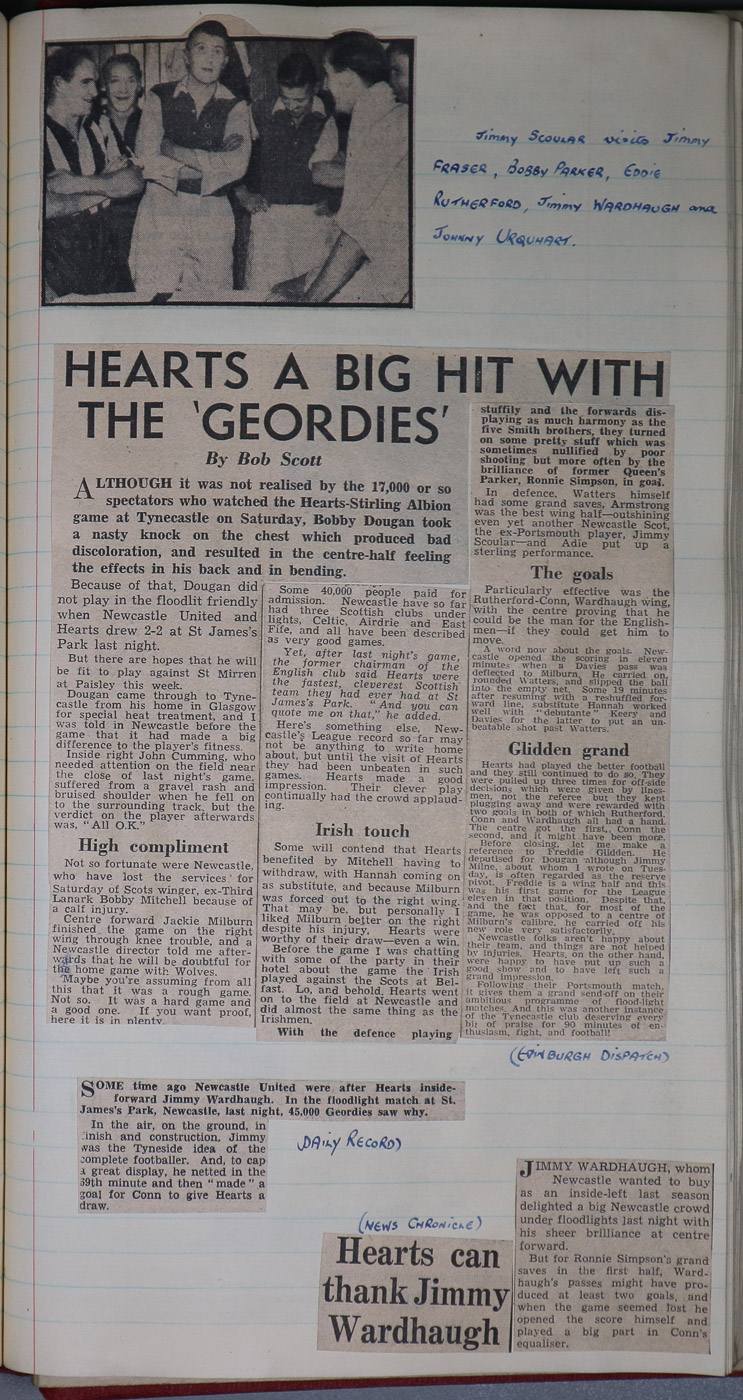 Jimmy SCOULAR visits Jimmy
FRASER, BOBBY PARKER, EDDIE
RUTHERFORD, Jimmy WARDHAUGH and
JOHNNY URQUHART.
HEARTS A BIG HIT WITH
THE 'GEORDIES'
By Bob Scott
ALTHOUGH it was not realised by the 17,000 or so
spectators who watched the Hearts-Stirling Albion
game at Tynecastle on Saturday, Bobby Dougan took
a nasty knock on the chest which produced bad
discoloration, and resulted in the centre-half feeling
the effects in his back and in bending.
Because of that, Dougan did
not play in the floodlit friendly
when Newcastle United and
Hearts drew 2-2 at St James's
Park last night.
But there are hopes that he will
be fit to play against St Mirren
at Paisley this week.
Dougan came through to Tyne-
castle from his home in Glasgow
for special heat treatment, and I
was told in Newcastle before the
game that it had made a big
difference to the player's fitness.
Inside right John Cumming, who
needed attention on the field near
the close of last night's game,
suffered from a gravel rash and
bruised shoulder when he fell on
to the surrounding track, but the
verdict on the player afterwards
was, "All O.K."
High compliment
Not so fortunate were Newcastle,
who have lost the services for
Saturday of Scots winger, ex-Third
Lanark Bobby Mitchell because of
a calf injury.
Centre forward Jackie Milburn
finished the game on the right
wing through knee trouble, and a
Newcastle director told me after-
wards that he will be doubtful for
the home game with Wolves.
Maybe you're assuming from all
this that it was a rough game.
Not so. It was a hard game and
a good one. If you want proof,
here it is in plenty.
Some 40,000 people paid for
admission. Newcastle have so far
had three Scottish clubs under
lights, Celtic, Airdrie and East
Fife, and all have been described
as very good games.
Yet, after last night's game,
the former chairman of the
English club said Hearts were
the fastest, cleverest Scottish
team they had ever had at St
James's Park. "And you can
quote me on that," he added.
Here's something else, New-
castle's League record so far may
not be anything to write home
about, but until the visit of Hearts
they had been unbeaten in such
games. Hearts made a good
impression. Their clever play
continually had the crowd applaud-
ing.
Irish touch
Some will contend that Hearts
benefited by Mitchell having to
withdraw, with Hannah coming on
as substitute, and because Milburn
was forced out to the right wing.
That may be, but personally I
liked Milburn better on the right
despite his injury. Hearts were
worthy of their draw—even a win.
Before the game I was chatting
with some of the party in their
hotel about the game the Irish
played against the Scots at Bel-
fast. Lo, and behold, Hearts went
on to the field at Newcastle and
did almost the same thing as the
Irishmen.
With the defence playing
stuffily and the forwards dis-
playing as much harmony as the
five Smith brothers, they turned
on some pretty stuff which was
sometimes nullified by poor
shooting but more often by the
brilliance of former Queen's
Parker, Ronnie Simpson, in goal.
In defence, Watters himself
had some grand saves, Armstrong
was the best wing half—outshining
even yet another Newcastle Scot,
the ex-Portsmouth player, Jimmy
Scoular—and Adie put up a
sterling performance.
The goals
Particularly effective was the
Rutherford-Conn, Wardhaugh wing,
with the centre proving that he
could be the man for the English-
men—if they could get him to
move.
A word now about the goals. New-
castle opened the scoring in eleven
minutes when a Davies pass was
deflected to Milburn. He carried on,
rounded Watters, and slipped the ball
into the empty net. Some 19 minutes
after resuming with a reshuffled for-
ward line, substitute Hannah worked
well with "debutante" Keery and
Davies for the latter to put an un-
beatable shot past Watters.
Glidden grand
Hearts had played the better football
and they still continued to do so. They
were pulled up three times for off-side
decisions which were given by lines-
men, not the referee but they kept
plugging away and were rewarded with
two goals in both of which Rutherford,
Conn and Wardhaugh all had a hand.
The centre got the first, Conn the
second, and it might have been more.
Before closing, let me make a
reference to Freddie Glidden. He
deputised for Dougan although Jimmy
Milne, about whom I wrote on Tues-
day, is often regarded as the reserve
pivot. Freddie is a wing half and this
was his first game for the League
eleven in that position. Despite that,
and the fact that, for most of the
game, he was opposed to a centre of
Milburn's calibre, he carried off his
new role very satisfactorily.
Newcastle folks aren't happy about
their team, and things are not helped
by injuries. Hearts, on the other hand,
were happy to have put up such a
good show and to have left such a
grand impression.
Following their Portsmouth match,
it gives them a grand send-off on their
ambitious programme of flood-light
matches. And this was another instance
of the Tynecastle club deserving every
bit of praise for 90 minutes of en-
thusiasm, fight, and football!
(EDINBURGH DISPATCH)
SOME time ago Newcastle United were after Hearts inside-
forward Jimmy Wardhaugh. In the floodlight match at St.
James's Park, Newcastle, last night, 45,000 Geordies saw why.
In the air, on the ground, in
finish and construction, Jimmy
was the Tyneside idea of the
complete footballer. And, to cap
a great display, he netted in the
69th minute and then "made" a
goal for Conn to give Hearts a
draw.
(DAILY RECORD)
(NEWS CHRONICLE)
Hearts can
thank Jimmy
Wardhaugh
JIMMY WARDHAUGH, whom
Newcastle wanted to buy
as an inside-left last season
delighted a big Newcastle crowd
under floodlights last night with
his sheer brilliance at centre
forward.
But for Ronnie Simpson's grand
saves in the first half, Ward-
haugh's passes might have pro-
duced at least two goals, and
when the game seemed lost he
opened the score himself and
played a big part in Conn's
equaliser.